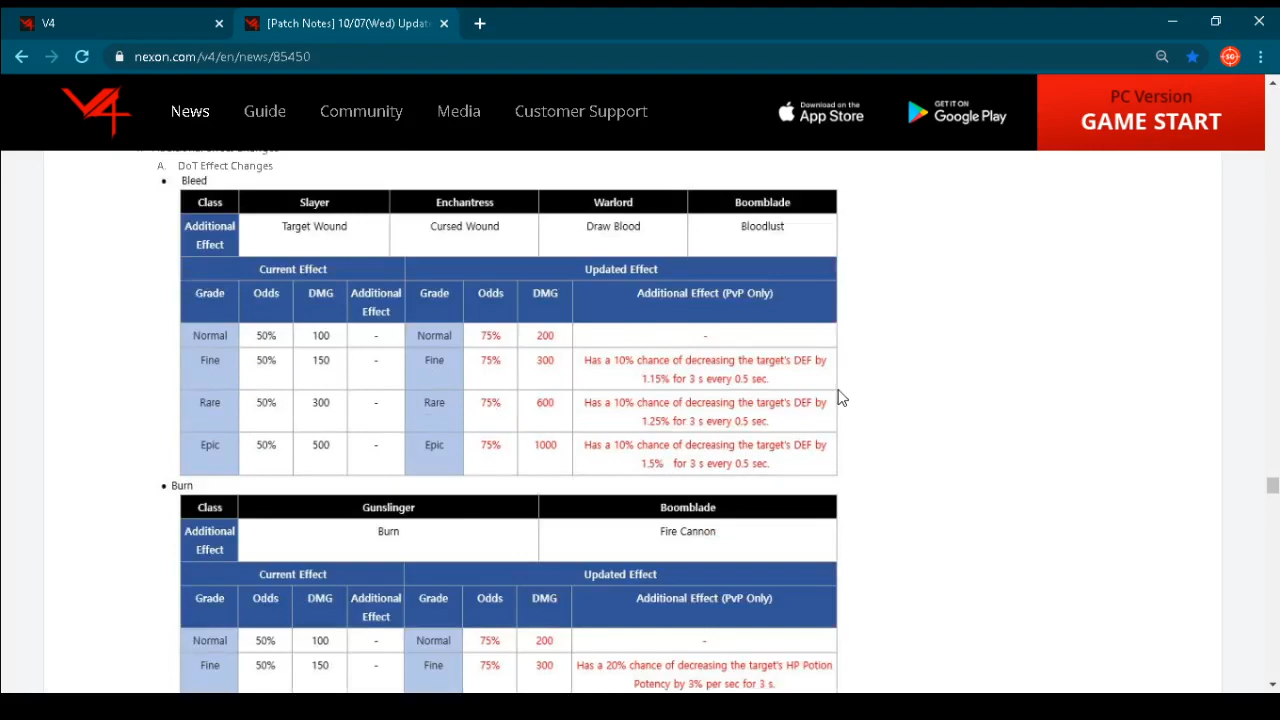 V4
[Patch Notes] 10/07(Wed) Updat
nexon.com/v4/en/news/85450
V4
News Guide Community Media Customer Support
Download on the App Store
GET IT ON Google Play
PC Version
GAME START
A. DoT Effect Changes
• Bleed
Class Slayer Enchantress Warlord Boomblade
Additional Effect Target Wound Cursed Wound Draw Blood Bloodlust
Current Effect Updated Effect
Grade Odds DMG Additional Effect Grade Odds DMG Additional Effect (PvP Only)
Normal 50% 100 - Normal 75% 200 -
Fine 50% 150 - Fine 75% 300 Has a 10% chance of decreasing the target's DEF by
1.15% for 3 s every 0.5 sec.
Rare 50% 300 - Rare 75% 600 Has a 10% chance of decreasing the target's DEF by
1.25% for 3 s every 0.5 sec.
Epic 50% 500 - Epic 75% 1000 Has a 10% chance of decreasing the target's DEF by
1.5% for 3 s every 0.5 sec.
• Burn
Class Gunslinger Boomblade
Additional Effect Burn Fire Cannon
Current Effect Updated Effect
Grade Odds DMG Additional Effect Grade Odds DMG Additional Effect (PvP Only)
Normal 50% 100 - Normal 75% 200 -
Fine 50% 150 - Fine 75% 300 Has a 20% chance of decreasing the target's HP Potion
Potency by 3% per sec for 3 s.